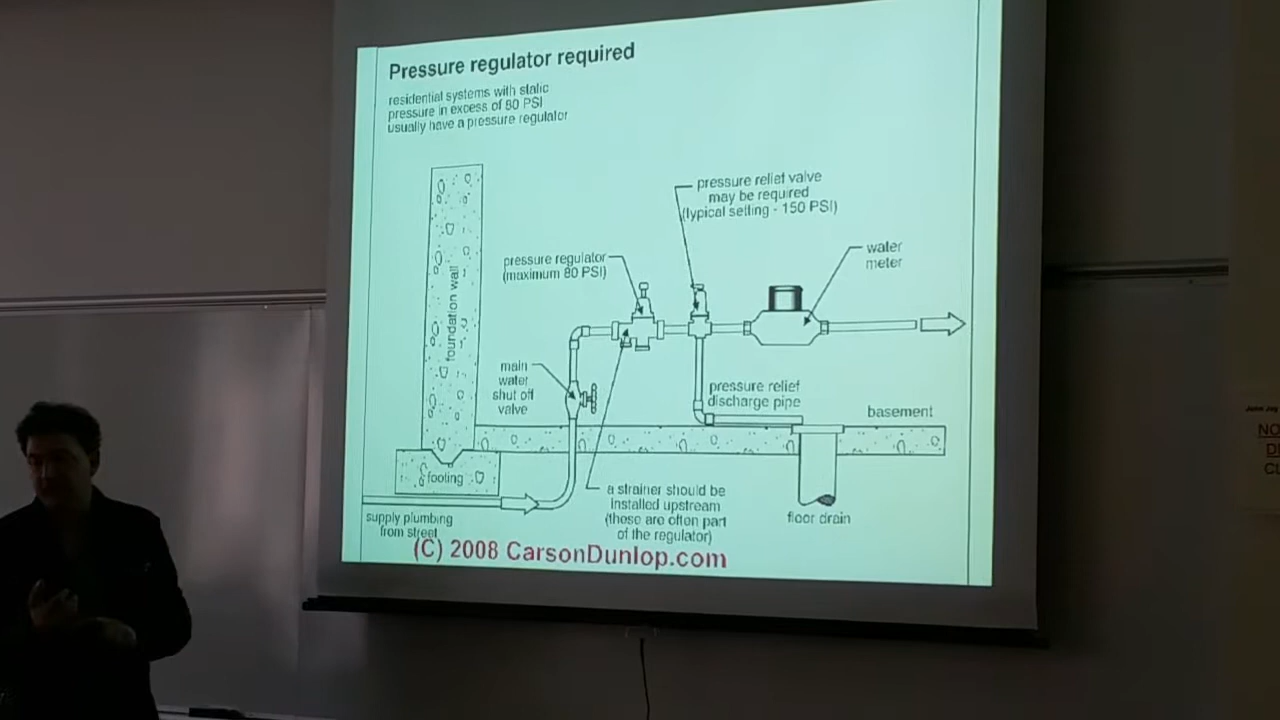 Pressure regulator required
residential systems with static
pressure in excess of 80 PSI
usually have a pressure regulator
pressure relief valve
may be required
(typical setting - 150 PSI)
pressure regulator
(maximum 80 PSI)
water
meter
foundation wall
main
water
shut off
valve
pressure relief
discharge pipe
basement
footing
a strainer should be
installed upstream
(these are often part
of the regulator)
supply plumbing
from street
floor drain
(C) 2008 CarsonDunlop.com
NO